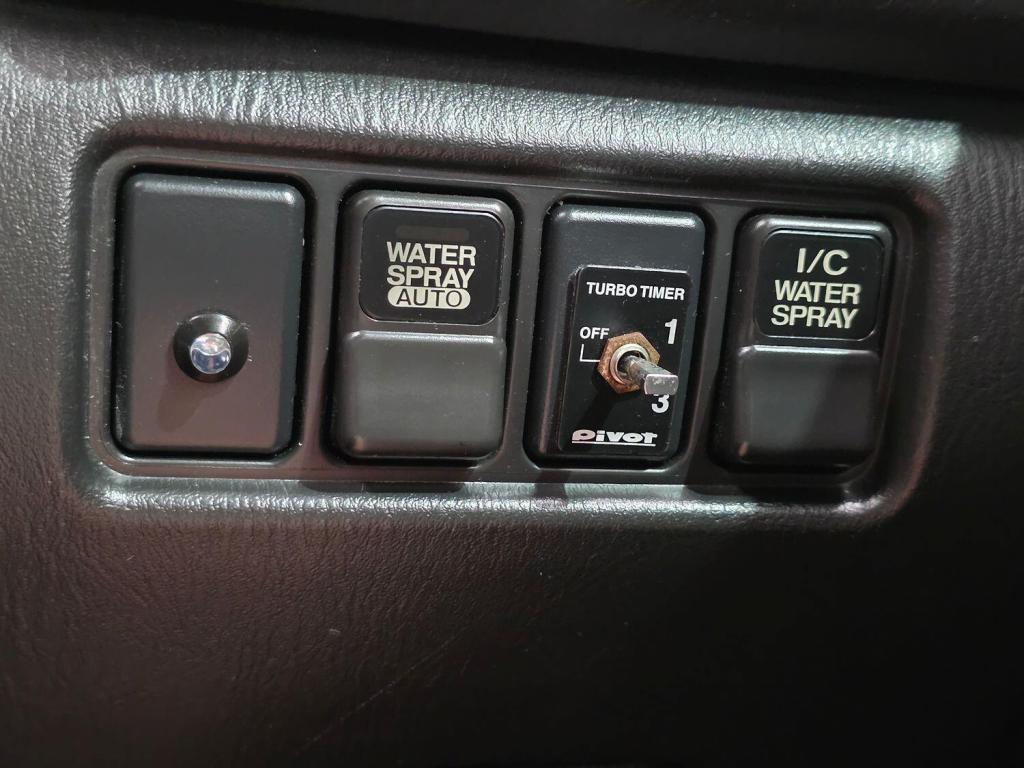 WATER
SPRAY
AUTO
TURBO TIMER
OFF
1
3
Pivot
I/C
WATER
SPRAY